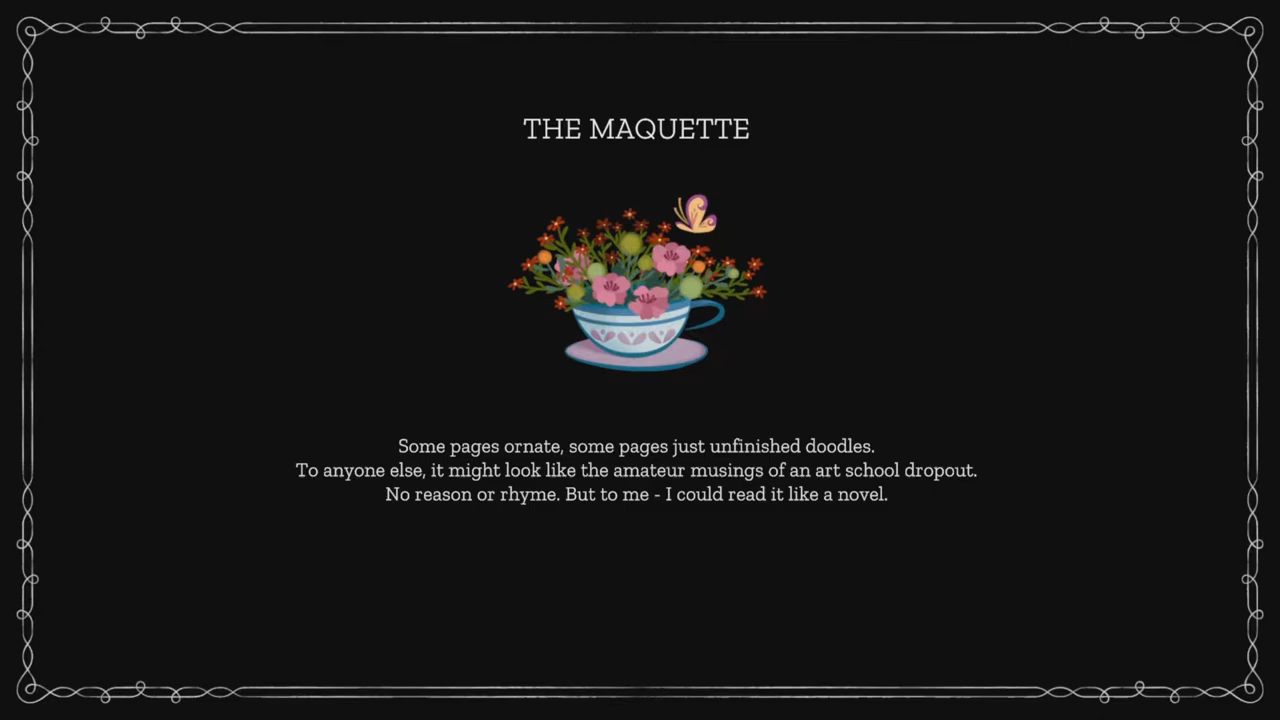 THE MAQUETTE
Some pages ornate, some pages just unfinished doodles.
To anyone else, it might look like the amateur musings of an art school dropout.
No reason or rhyme. But to me - I could read it like a novel.